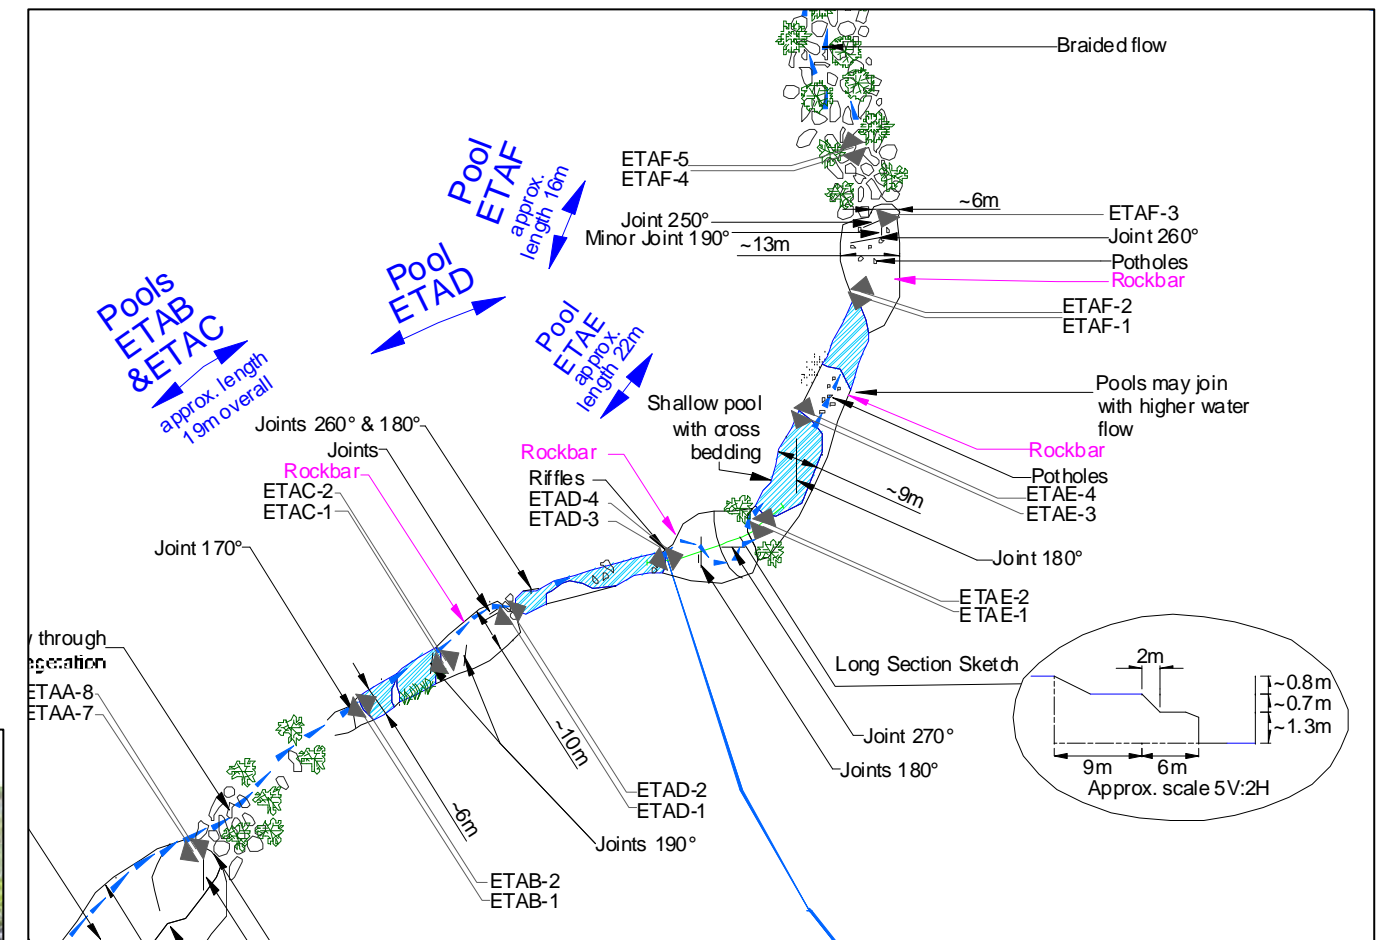 Braided flow
Pool
ETAF
approx.
length 16m
ETAF-5
ETAF-4
~6m
ETAF-3
Joint 250°
Minor Joint 190°
Joint 260°
~13m
Potholes
Rockbar
Pool
ETAD
ETAF-2
ETAF-1
Pools
ETAB
&ETAC
approx. length
19m overall
Pool
ETAE
approx.
length 22m
Pools may join
with higher water
flow
Shallow pool
with cross
bedding
Joints 260° & 180°
Joints
Rockbar
ETAC-2
ETAC-1
Rockbar
Riffles
ETAD-4
ETAD-3
Rockbar
Potholes
ETAE-4
ETAE-3
~9m
Joint 170°
Joint 180°
ETAE-2
ETAE-1
through
ETAA-8
ETAA-7
Long Section Sketch
2m
~0.8m
~0.7m
~1.3m
9m
6m
Approx. scale 5V:2H
Joint 270°
Joints 180°
~10m
ETAD-2
ETAD-1
~6m
Joints 190°
ETAB-2
ETAB-1